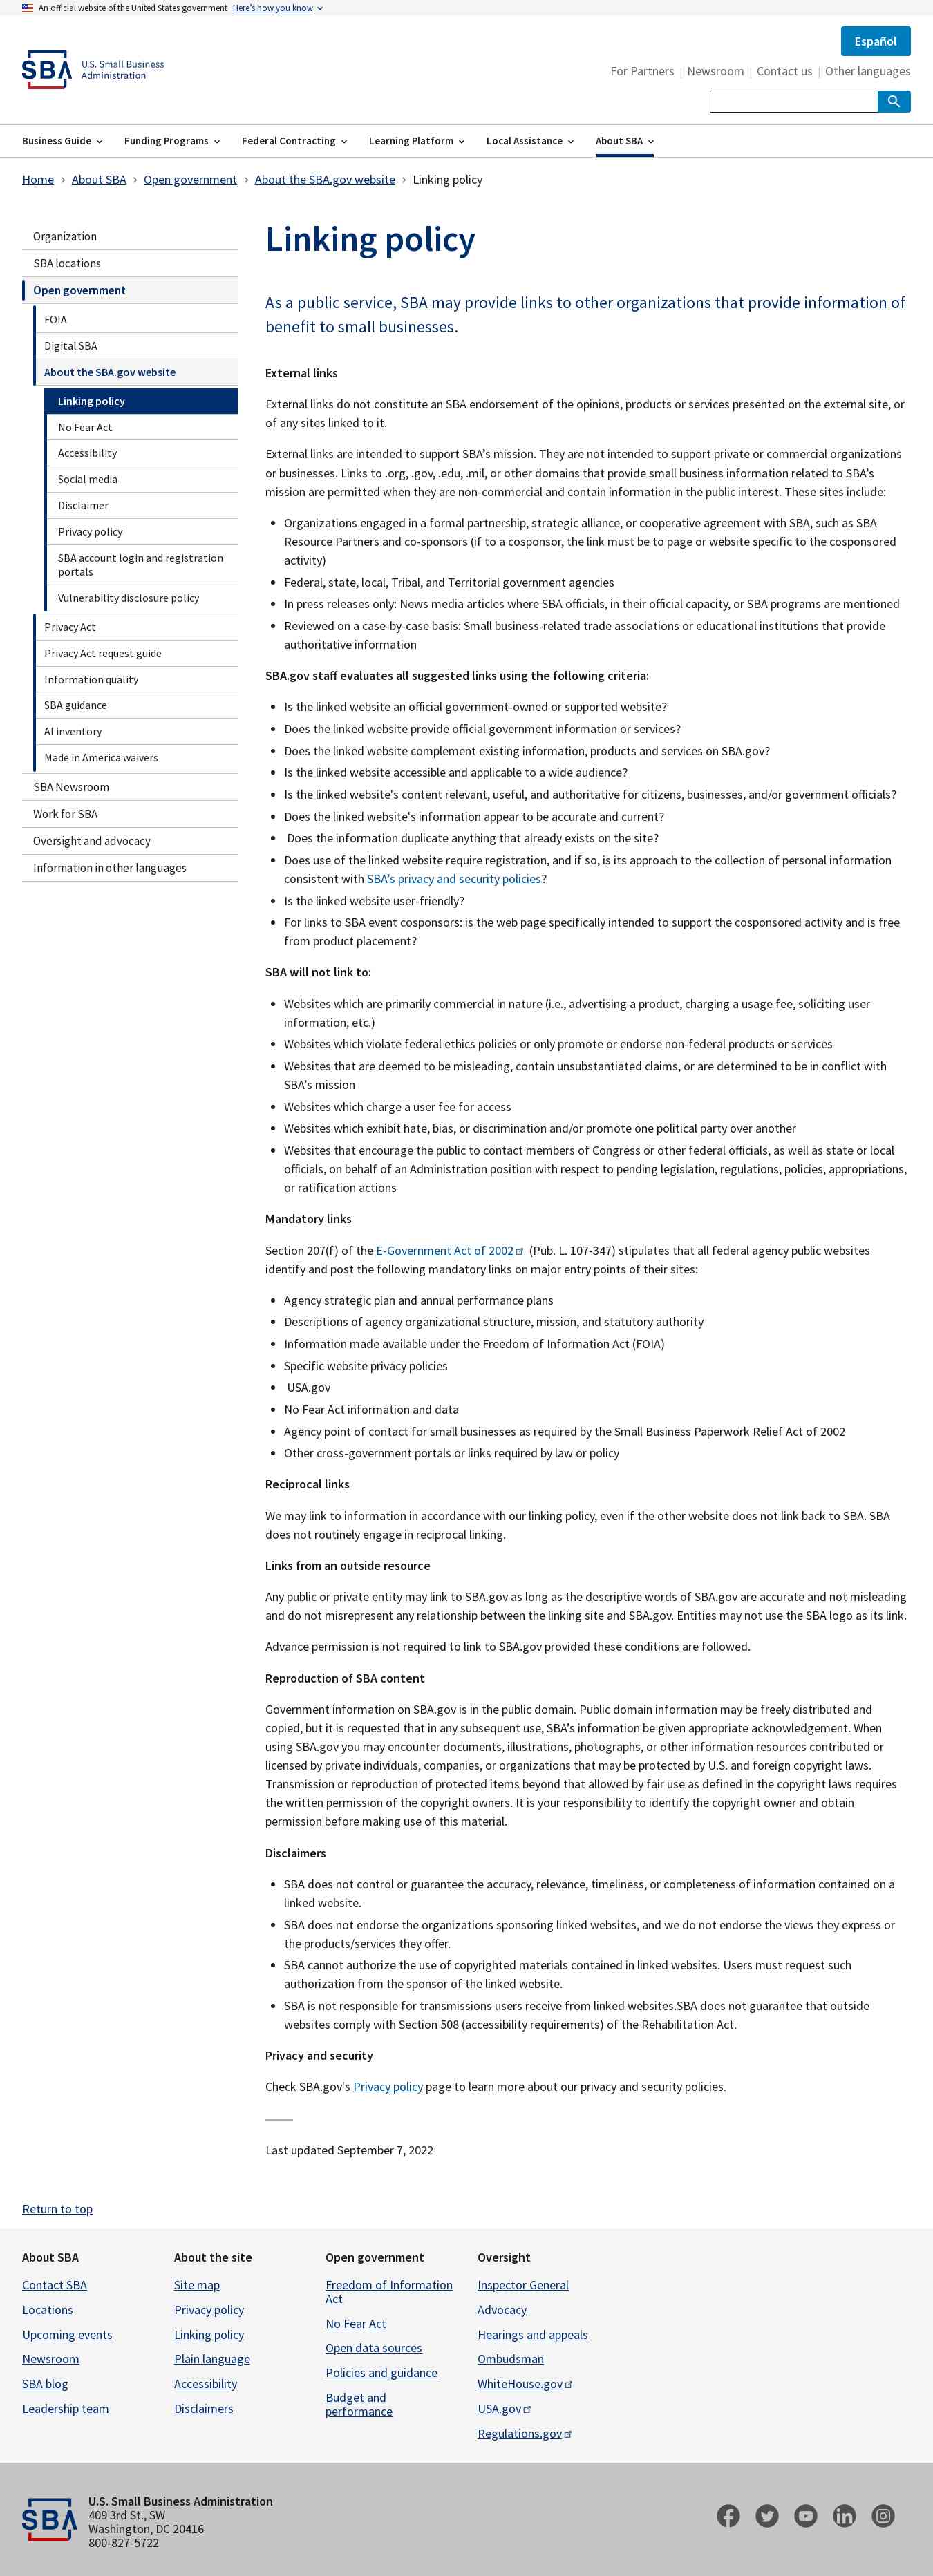 An official website of the United States government Here’s how you know
Español
SBA U.S. Small Business
Administration
For Partners | Newsroom | Contact us | Other languages
Business Guide Funding Programs Federal Contracting Learning Platform Local Assistance About SBA
Home > About SBA > Open government > About the SBA.gov website > Linking policy
Organization
SBA locations
Open government
FOIA
Digital SBA
About the SBA.gov website
Linking policy
No Fear Act
Accessibility
Social media
Disclaimer
Privacy policy
SBA account login and registration
portals
Vulnerability disclosure policy
Privacy Act
Privacy Act request guide
Information quality
SBA guidance
AI inventory
Made in America waivers
SBA Newsroom
Work for SBA
Oversight and advocacy
Information in other languages
Linking policy
As a public service, SBA may provide links to other organizations that provide information of
benefit to small businesses.
External links
External links do not constitute an SBA endorsement of the opinions, products or services presented on the external site, or
of any sites linked to it.
External links are intended to support SBA’s mission. They are not intended to support private or commercial organizations
or businesses. Links to .org, .gov, .edu, .mil, or other domains that provide small business information related to SBA’s
mission are permitted when they are non-commercial and contain information in the public interest. These sites include:
• Organizations engaged in a formal partnership, strategic alliance, or cooperative agreement with SBA, such as SBA
Resource Partners and co-sponsors (if to a cosponsor, the link must be to page or website specific to the cosponsored
activity)
• Federal, state, local, Tribal, and Territorial government agencies
• In press releases only: News media articles where SBA officials, in their official capacity, or SBA programs are mentioned
• Reviewed on a case-by-case basis: Small business-related trade associations or educational institutions that provide
authoritative information
SBA.gov staff evaluates all suggested links using the following criteria:
• Is the linked website an official government-owned or supported website?
• Does the linked website provide official government information or services?
• Does the linked website complement existing information, products and services on SBA.gov?
• Is the linked website accessible and applicable to a wide audience?
• Is the linked website's content relevant, useful, and authoritative for citizens, businesses, and/or government officials?
• Does the linked website's information appear to be accurate and current?
• Does the information duplicate anything that already exists on the site?
• Does use of the linked website require registration, and if so, is its approach to the collection of personal information
consistent with SBA’s privacy and security policies?
• Is the linked website user-friendly?
• For links to SBA event cosponsors: is the web page specifically intended to support the cosponsored activity and is free
from product placement?
SBA will not link to:
• Websites which are primarily commercial in nature (i.e., advertising a product, charging a usage fee, soliciting user
information, etc.)
• Websites which violate federal ethics policies or only promote or endorse non-federal products or services
• Websites that are deemed to be misleading, contain unsubstantiated claims, or are determined to be in conflict with
SBA’s mission
• Websites which charge a user fee for access
• Websites which exhibit hate, bias, or discrimination and/or promote one political party over another
• Websites that encourage the public to contact members of Congress or other federal officials, as well as state or local
officials, on behalf of an Administration position with respect to pending legislation, regulations, policies, appropriations,
or ratification actions
Mandatory links
Section 207(f) of the E-Government Act of 2002 (Pub. L. 107-347) stipulates that all federal agency public websites
identify and post the following mandatory links on major entry points of their sites:
• Agency strategic plan and annual performance plans
• Descriptions of agency organizational structure, mission, and statutory authority
• Information made available under the Freedom of Information Act (FOIA)
• Specific website privacy policies
• USA.gov
• No Fear Act information and data
• Agency point of contact for small businesses as required by the Small Business Paperwork Relief Act of 2002
• Other cross-government portals or links required by law or policy
Reciprocal links
We may link to information in accordance with our linking policy, even if the other website does not link back to SBA. SBA
does not routinely engage in reciprocal linking.
Links from an outside resource
Any public or private entity may link to SBA.gov as long as the descriptive words of SBA.gov are accurate and not misleading
and do not misrepresent any relationship between the linking site and SBA.gov. Entities may not use the SBA logo as its link.
Advance permission is not required to link to SBA.gov provided these conditions are followed.
Reproduction of SBA content
Government information on SBA.gov is in the public domain. Public domain information may be freely distributed and
copied, but it is requested that in any subsequent use, SBA’s information be given appropriate acknowledgement. When
using SBA.gov you may encounter documents, illustrations, photographs, or other information resources contributed or
licensed by private individuals, companies, or organizations that may be protected by U.S. and foreign copyright laws.
Transmission or reproduction of protected items beyond that allowed by fair use as defined in the copyright laws requires
the written permission of the copyright owners. It is your responsibility to identify the copyright owner and obtain
permission before making use of this material.
Disclaimers
• SBA does not control or guarantee the accuracy, relevance, timeliness, or completeness of information contained on a
linked website.
• SBA does not endorse the organizations sponsoring linked websites, and we do not endorse the views they express or
the products/services they offer.
• SBA cannot authorize the use of copyrighted materials contained in linked websites. Users must request such
authorization from the sponsor of the linked website.
• SBA is not responsible for transmissions users receive from linked websites.SBA does not guarantee that outside
websites comply with Section 508 (accessibility requirements) of the Rehabilitation Act.
Privacy and security
Check SBA.gov's Privacy policy page to learn more about our privacy and security policies.
Last updated September 7, 2022
Return to top
About SBA
Contact SBA
Locations
Upcoming events
Newsroom
SBA blog
Leadership team
About the site
Site map
Privacy policy
Linking policy
Plain language
Accessibility
Disclaimers
Open government
Freedom of Information
Act
No Fear Act
Open data sources
Policies and guidance
Budget and
performance
Oversight
Inspector General
Advocacy
Hearings and appeals
Ombudsman
WhiteHouse.gov
USA.gov
Regulations.gov
SBA
U.S. Small Business Administration
409 3rd St., SW
Washington, DC 20416
800-827-5722